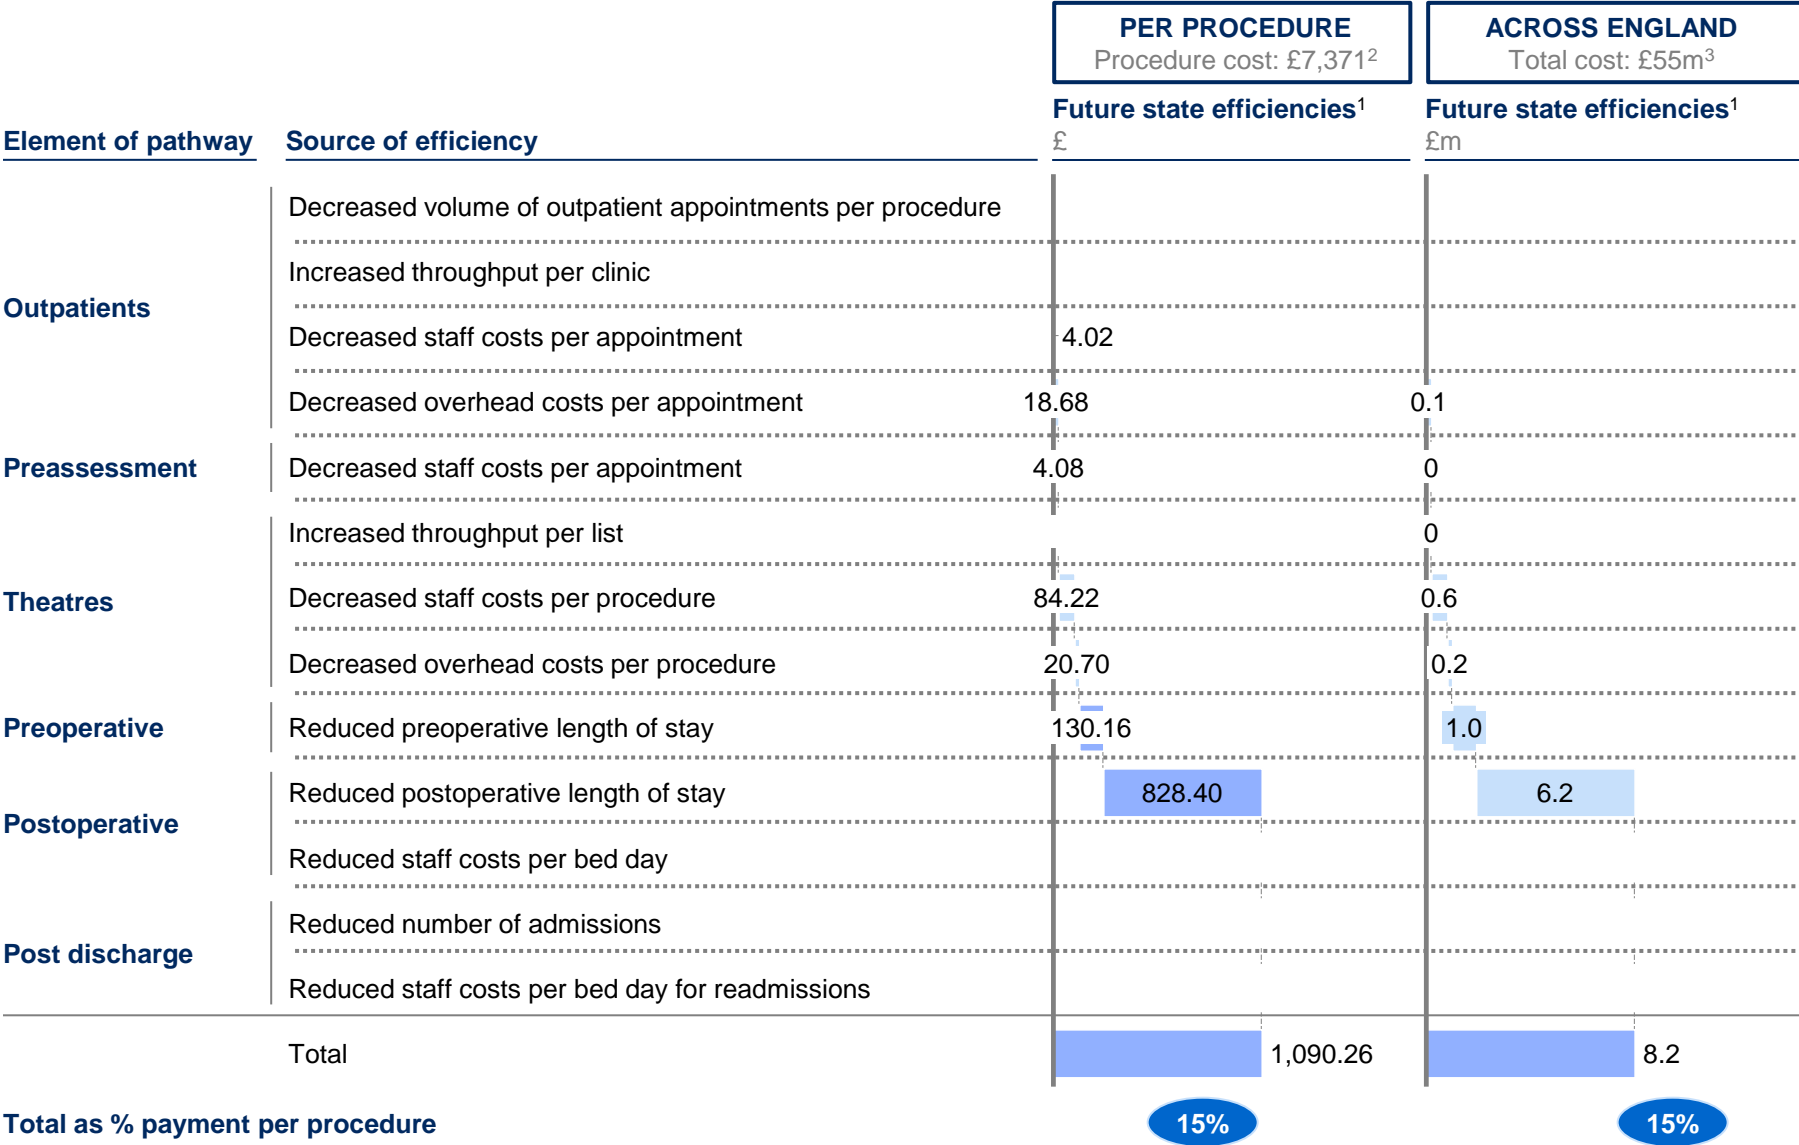 PER PROCEDURE
Procedure cost: £7,371²
ACROSS ENGLAND
Total cost: £55m³
Element of pathway
Source of efficiency
Future state efficiencies¹
£
Future state efficiencies¹
£m
Outpatients
Decreased volume of outpatient appointments per procedure
Increased throughput per clinic
Decreased staff costs per appointment 4.02
Decreased overhead costs per appointment 18.68 0.1
Preassessment
Decreased staff costs per appointment 4.08 0
Theatres
Increased throughput per list 0
Decreased staff costs per procedure 84.22 0.6
Decreased overhead costs per procedure 20.70 0.2
Preoperative
Reduced preoperative length of stay 130.16 1.0
Postoperative
Reduced postoperative length of stay 828.40 6.2
Reduced staff costs per bed day
Post discharge
Reduced number of admissions
Reduced staff costs per bed day for readmissions
Total 1,090.26 8.2
Total as % payment per procedure 15% 15%